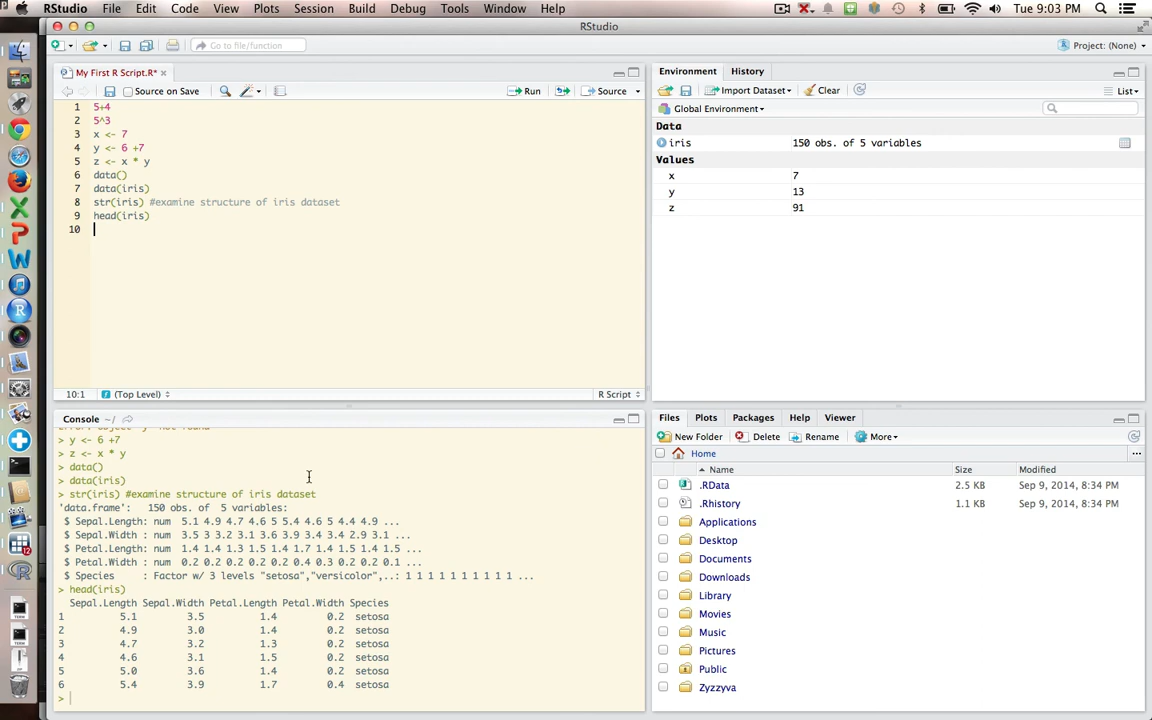 RStudio File Edit Code View Plots Session Build Debug Tools Window Help Tue 9:03 PM
RStudio
Go to file/function
Project: (None)
My First R Script.R*
Source on Save
Run
Source
1 5+4
2 5^3
3 x <- 7
4 y <- 6 +7
5 z <- x * y
6 data()
7 data(iris)
8 str(iris) #examine structure of iris dataset
9 head(iris)
10
10:1 (Top Level) R Script
Environment History
Import Dataset Clear List
Global Environment
Data
iris 150 obs. of 5 variables
Values
x 7
y 13
z 91
Console ~/
> y <- 6 +7
> z <- x * y
> data()
> data(iris)
> str(iris) #examine structure of iris dataset
'data.frame': 150 obs. of 5 variables:
$ Sepal.Length: num 5.1 4.9 4.7 4.6 5 5.4 4.6 5 4.4 4.9 ...
$ Sepal.Width : num 3.5 3 3.2 3.1 3.6 3.9 3.4 3.4 2.9 3.1 ...
$ Petal.Length: num 1.4 1.4 1.3 1.5 1.4 1.7 1.4 1.5 1.4 1.5 ...
$ Petal.Width : num 0.2 0.2 0.2 0.2 0.2 0.4 0.3 0.2 0.2 0.1 ...
$ Species : Factor w/ 3 levels "setosa","versicolor",..: 1 1 1 1 1 1 1 1 1 1 ...
> head(iris)
Sepal.Length Sepal.Width Petal.Length Petal.Width Species
1 5.1 3.5 1.4 0.2 setosa
2 4.9 3.0 1.4 0.2 setosa
3 4.7 3.2 1.3 0.2 setosa
4 4.6 3.1 1.5 0.2 setosa
5 5.0 3.6 1.4 0.2 setosa
6 5.4 3.9 1.7 0.4 setosa
>
Files Plots Packages Help Viewer
New Folder Delete Rename More
Home
Name Size Modified
.RData 2.5 KB Sep 9, 2014, 8:34 PM
.Rhistory 1.1 KB Sep 9, 2014, 8:34 PM
Applications
Desktop
Documents
Downloads
Library
Movies
Music
Pictures
Public
Zyzzyva